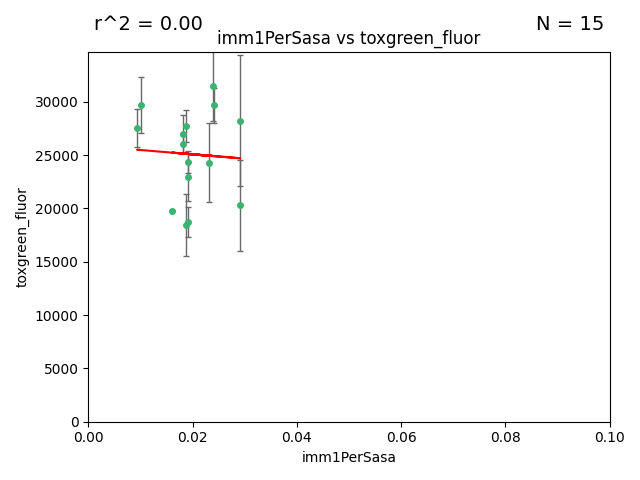 r^2 = 0.00
N = 15
imm1PerSasa vs toxgreen_fluor
30000
25000
20000
15000
10000
5000
0
toxgreen_fluor
0.00 0.02 0.04 0.06 0.08 0.10
imm1PerSasa